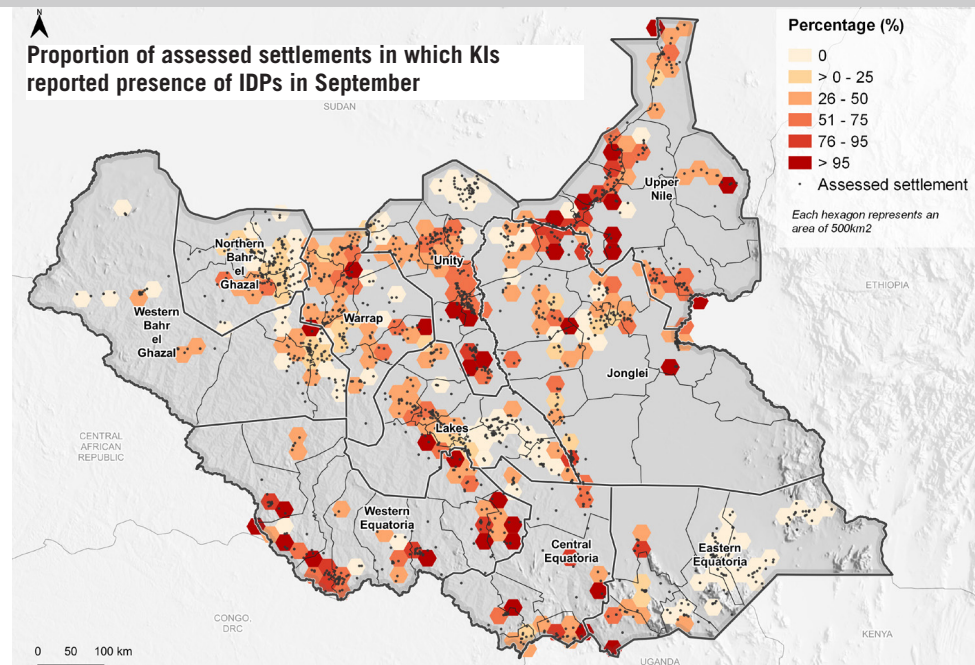 N
Proportion of assessed settlements in which KIs
reported presence of IDPs in September
Percentage (%)
0
> 0 - 25
26 - 50
51 - 75
76 - 95
> 95
Assessed settlement
Each hexagon represents an
area of 500km2
SUDAN
Upper
Nile
Northern
Bahr
el
Ghazal
Unity
ETHIOPIA
Western
Bahr
el
Ghazal
Warrap
Jonglei
Lakes
CENTRAL
AFRICAN
REPUBLIC
Western
Equatoria
Central
Equatoria
Eastern
Equatoria
CONGO,
DRC
KENYA
UGANDA
0 50 100 km